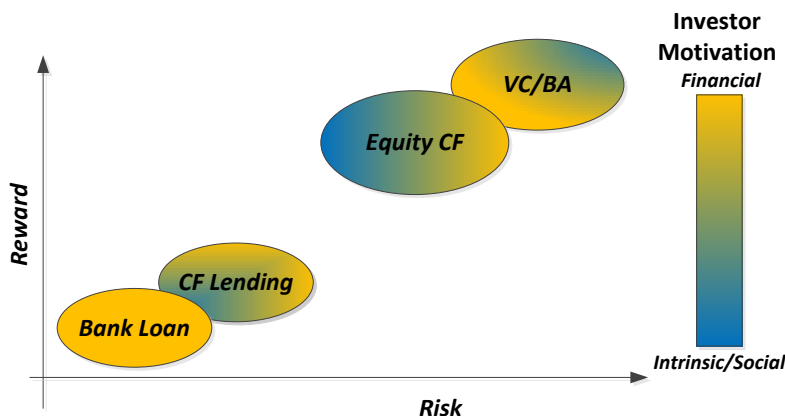 Investor
Motivation
Financial
VC/BA
Equity CF
Reward
CF Lending
Bank Loan
Intrinsic/Social
Risk